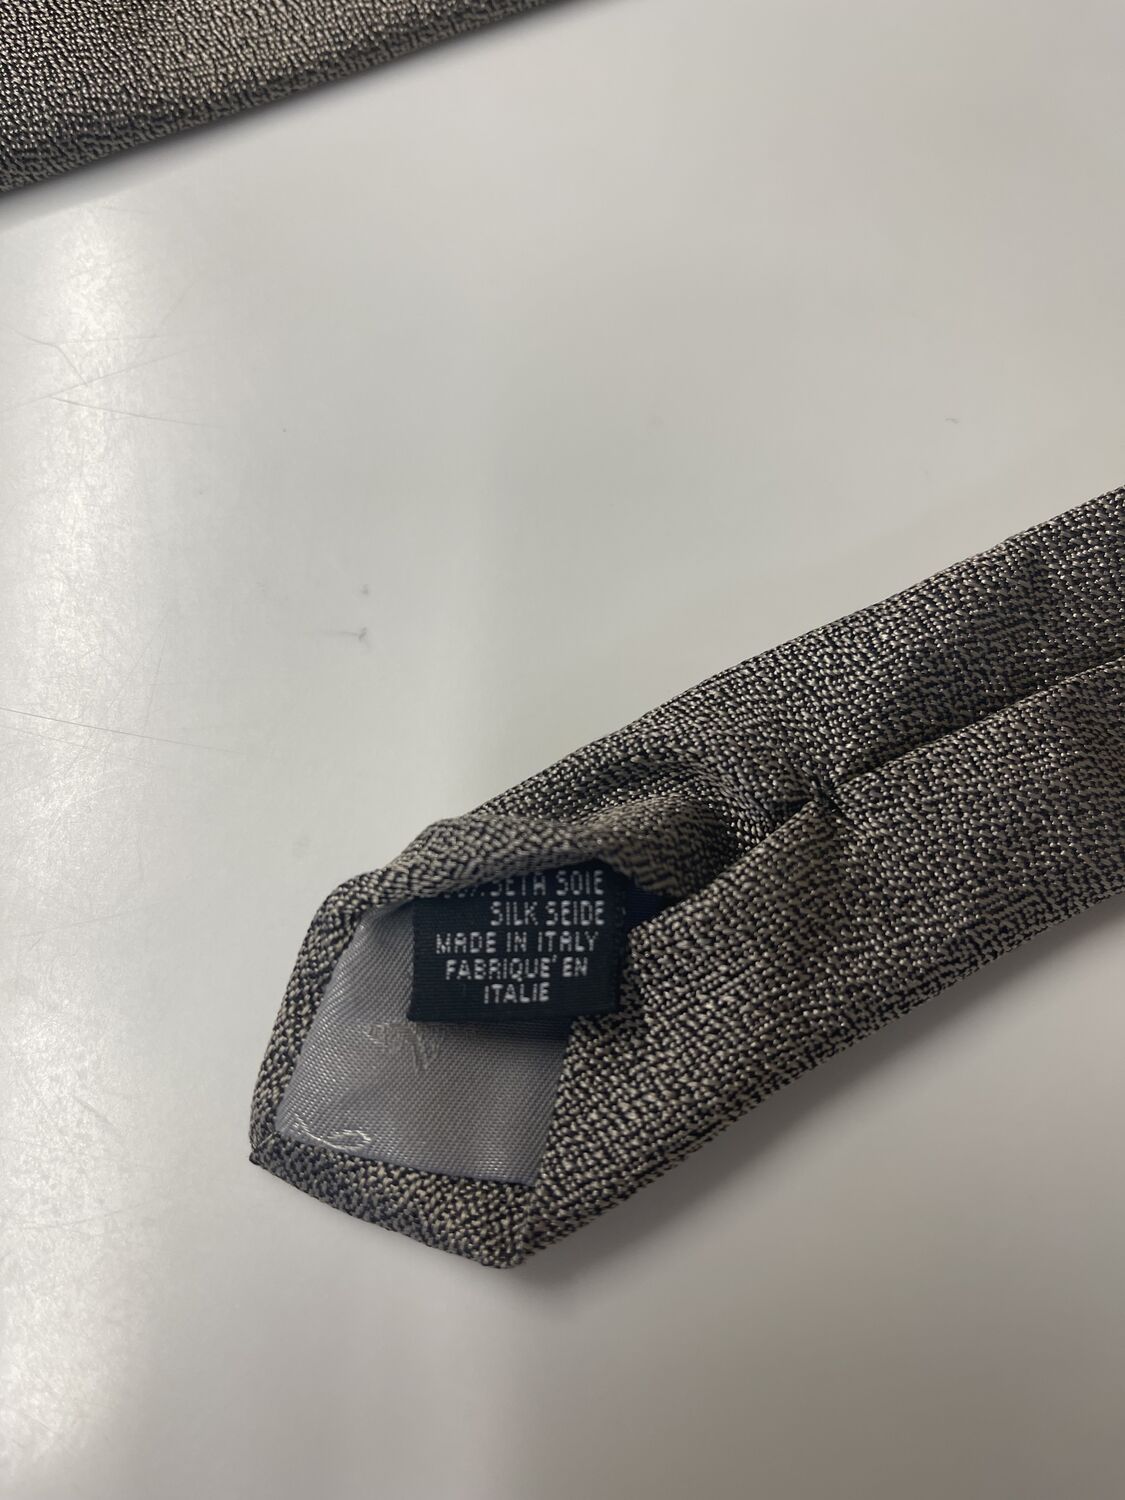 SETA SOIE
SILK SEIDE
MADE IN ITALY
FABRIQUE' EN
ITALIE